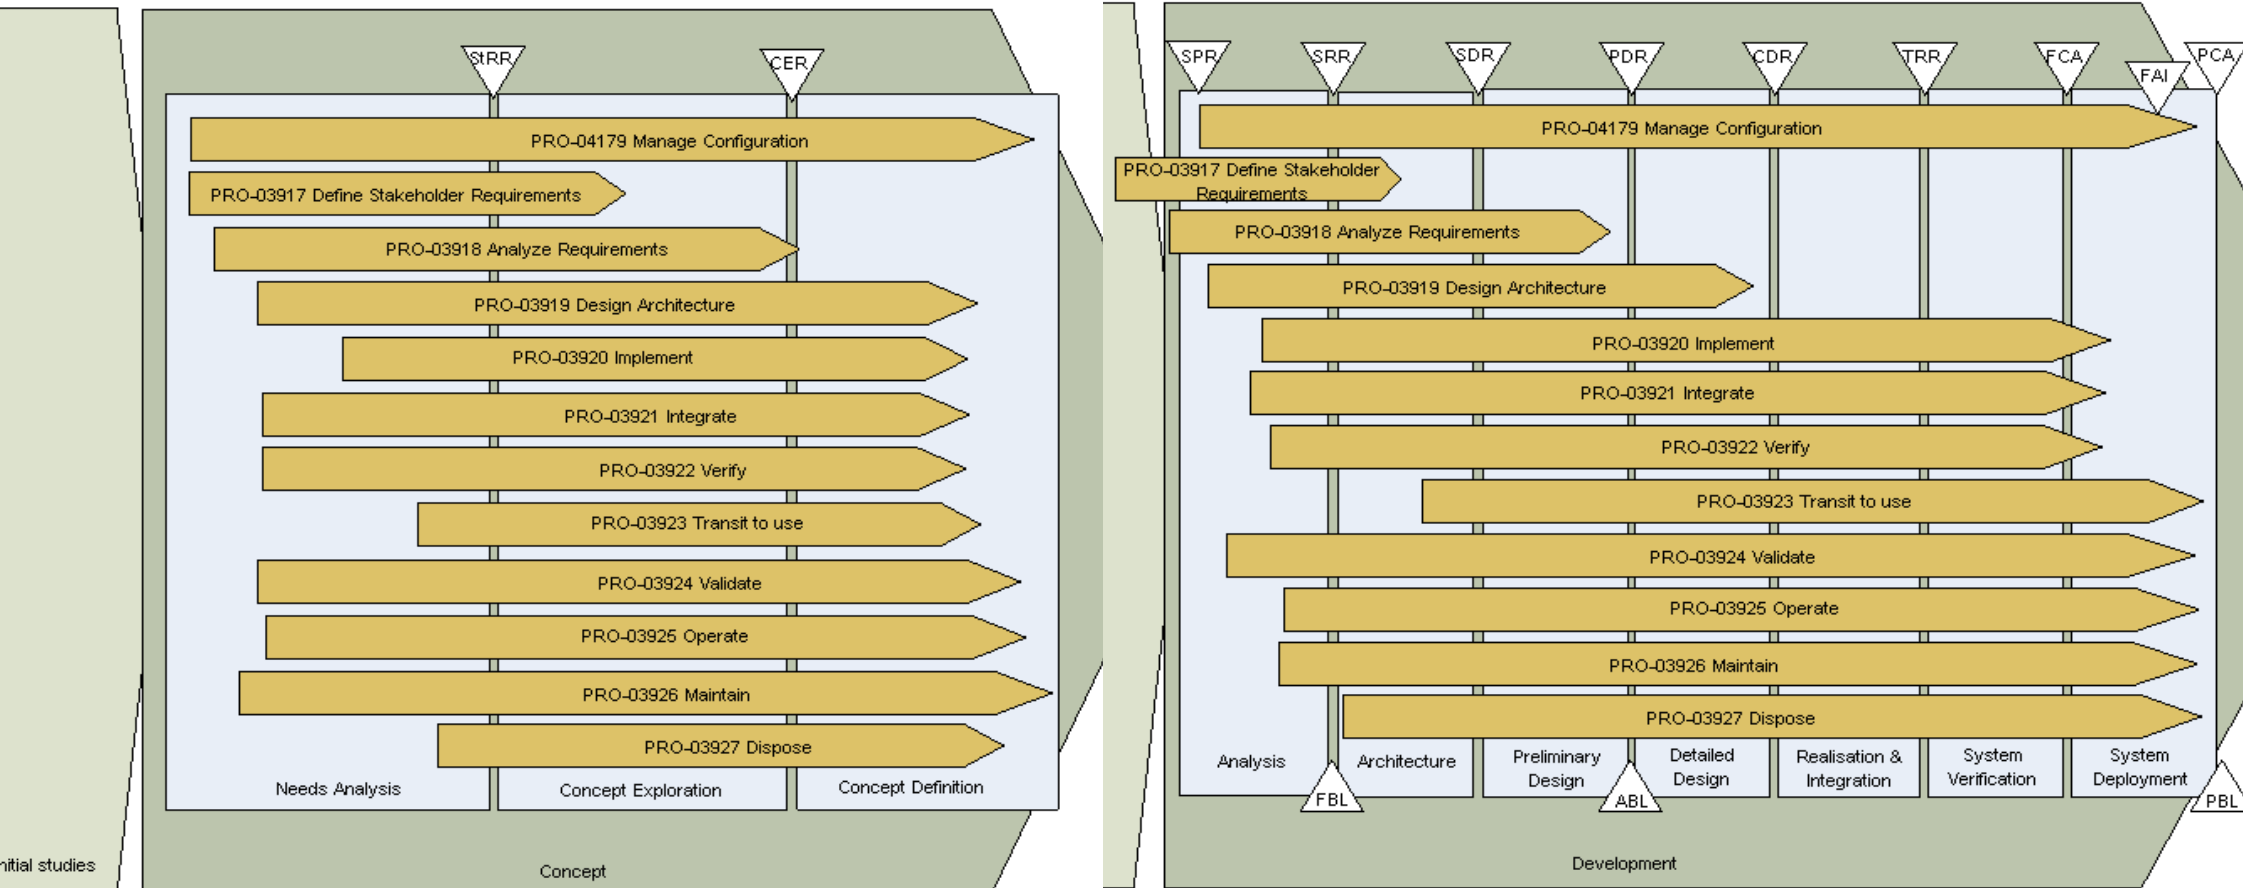 StRR
CER
PRO-04179 Manage Configuration
PRO-03917 Define Stakeholder Requirements
PRO-03918 Analyze Requirements
PRO-03919 Design Architecture
PRO-03920 Implement
PRO-03921 Integrate
PRO-03922 Verify
PRO-03923 Transit to use
PRO-03924 Validate
PRO-03925 Operate
PRO-03926 Maintain
PRO-03927 Dispose
Needs Analysis
Concept Exploration
Concept Definition
nitial studies
Concept
SPR
SRR
SDR
PDR
CDR
TRR
FCA
FAI
PCA
PRO-04179 Manage Configuration
PRO-03917 Define Stakeholder
Requirements
PRO-03918 Analyze Requirements
PRO-03919 Design Architecture
PRO-03920 Implement
PRO-03921 Integrate
PRO-03922 Verify
PRO-03923 Transit to use
PRO-03924 Validate
PRO-03925 Operate
PRO-03926 Maintain
PRO-03927 Dispose
Analysis
Architecture
Preliminary
Design
Detailed
Design
Realisation &
Integration
System
Verification
System
Deployment
FBL
ABL
PBL
Development